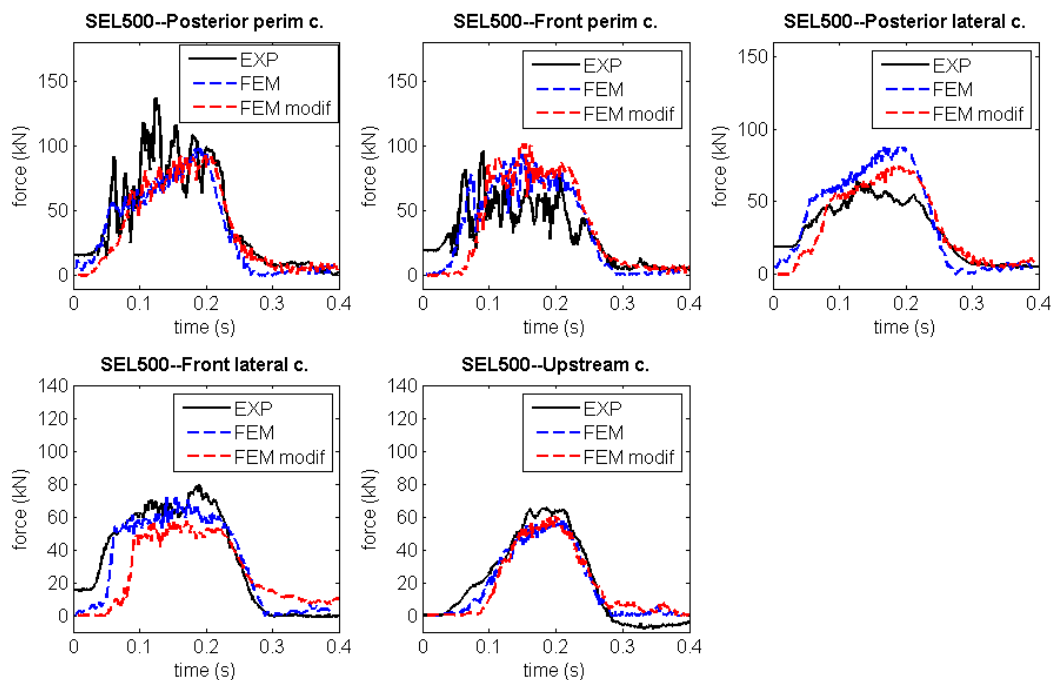 SEL500--Posterior perim c.
EXP
FEM
FEM modif
150
100
50
0
force (kN)
0 0.1 0.2 0.3 0.4
time (s)
SEL500--Front perim c.
EXP
FEM
FEM modif
150
100
50
0
force (kN)
0 0.1 0.2 0.3 0.4
time (s)
SEL500--Posterior lateral c.
EXP
FEM
FEM modif
150
100
50
0
force (kN)
0 0.1 0.2 0.3 0.4
time (s)
SEL500--Front lateral c.
EXP
FEM
FEM modif
140
120
100
80
60
40
20
0
force (kN)
0 0.1 0.2 0.3 0.4
time (s)
SEL500--Upstream c.
EXP
FEM
FEM modif
140
120
100
80
60
40
20
0
force (kN)
0 0.1 0.2 0.3 0.4
time (s)